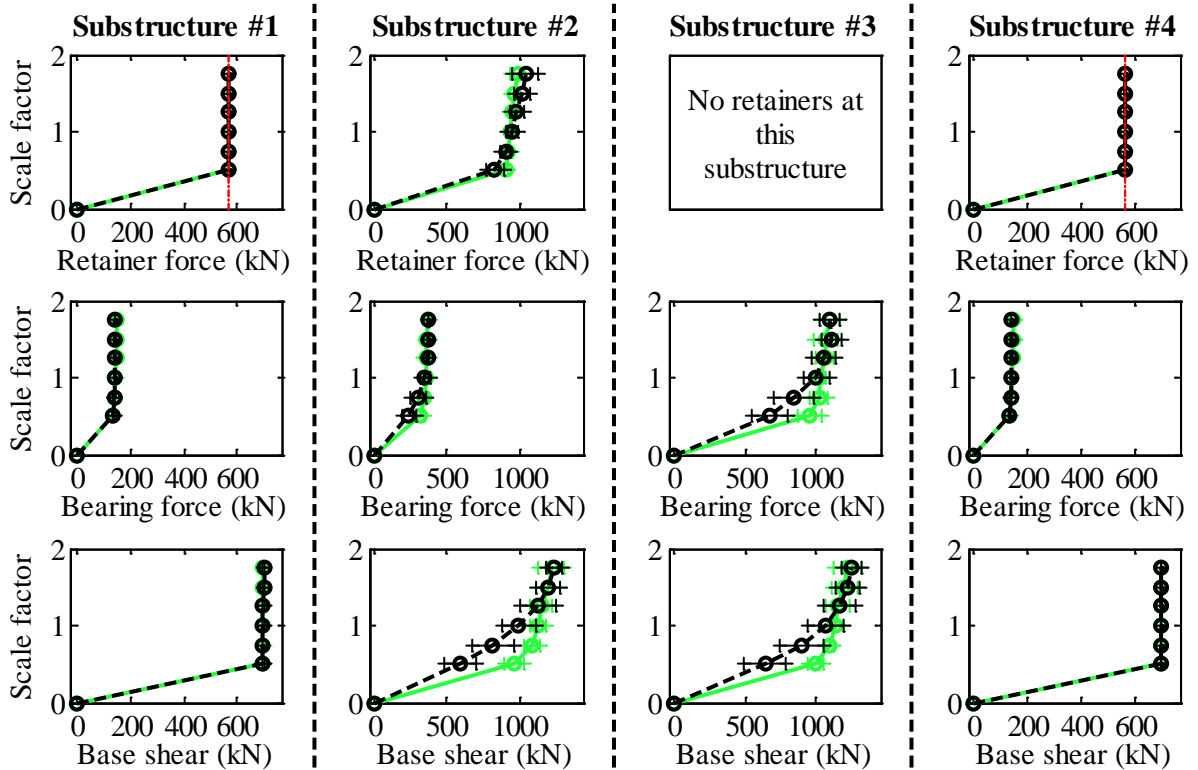 Substructure #1 Substructure #2 Substructure #3 Substructure #4
Scale factor
2
1
0
0 200 400 600
Retainer force (kN)
2
1
0
0 500 1000
Retainer force (kN)
No retainers at
this
substructure
2
1
0
0 200 400 600
Retainer force (kN)
Scale factor
2
1
0
0 200 400 600
Bearing force (kN)
2
1
0
0 500 1000
Bearing force (kN)
2
1
0
0 500 1000
Bearing force (kN)
2
1
0
0 200 400 600
Bearing force (kN)
Scale factor
2
1
0
0 200 400 600
Base shear (kN)
2
1
0
0 500 1000
Base shear (kN)
2
1
0
0 500 1000
Base shear (kN)
2
1
0
0 200 400 600
Base shear (kN)